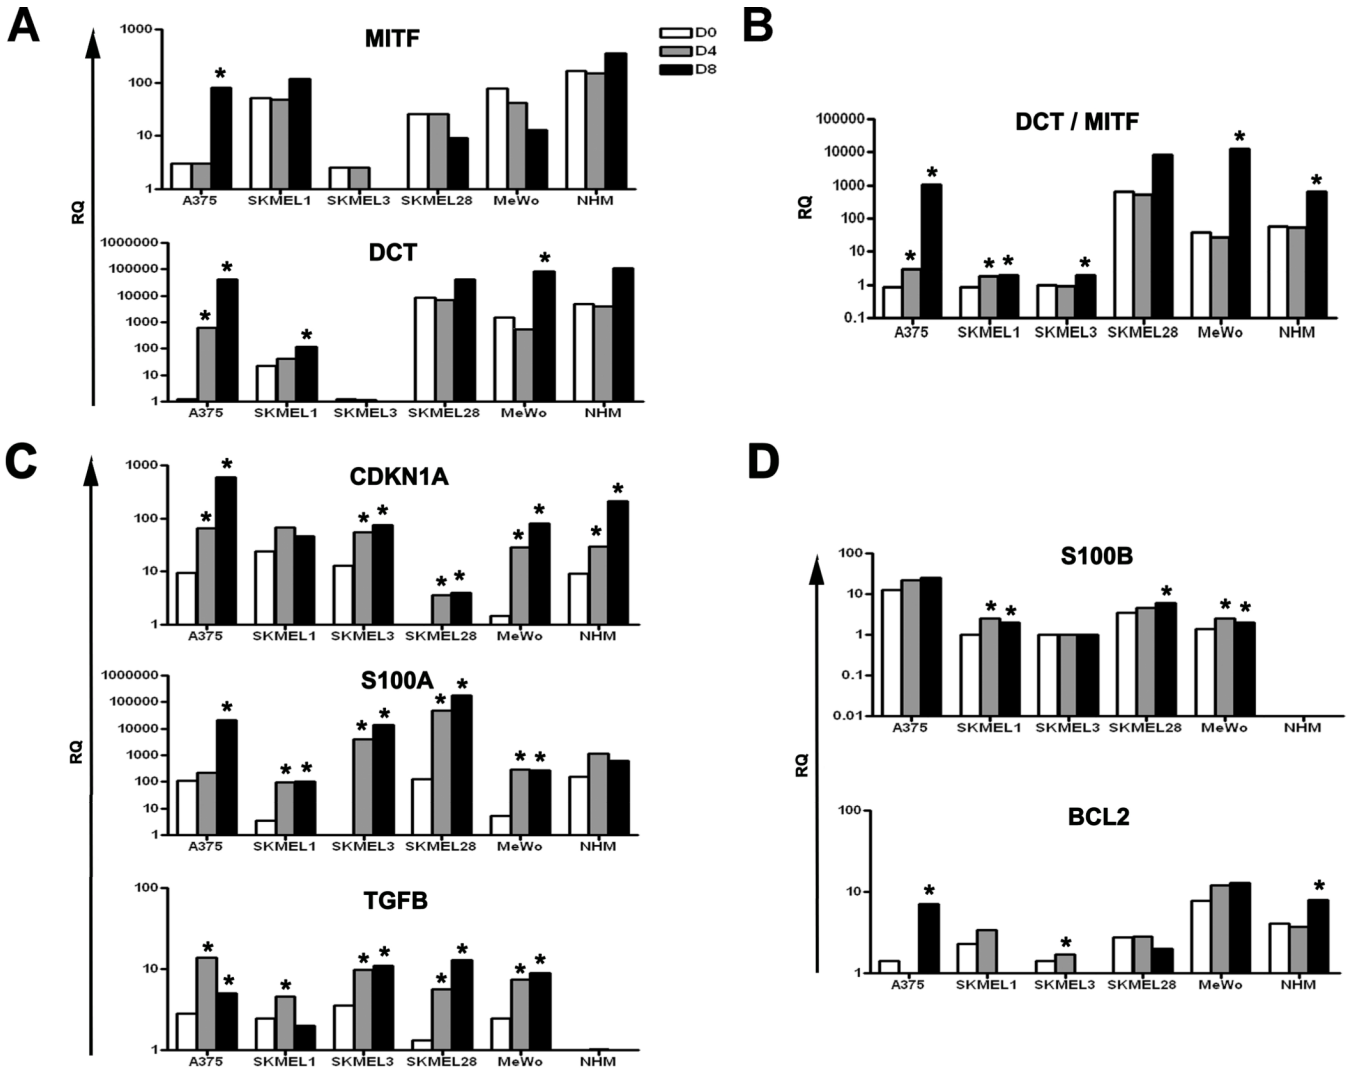 A
MITF
D0
D4
D8
1000
100
10
1
*
A375 SKMEL1 SKMEL3 SKMEL28 MeWo NHM
RQ
DCT
1000000
100000
10000
1000
100
10
1
* * * *
A375 SKMEL1 SKMEL3 SKMEL28 MeWo NHM
B
DCT / MITF
100000
10000
1000
100
10
1
0.1
RQ
* * * * * * *
A375 SKMEL1 SKMEL3 SKMEL28 MeWo NHM
C
CDKN1A
1000
100
10
1
* * * * * * * * * *
A375 SKMEL1 SKMEL3 SKMEL28 MeWo NHM
S100A
1000000
100000
10000
1000
100
10
1
* * * * * * * * *
A375 SKMEL1 SKMEL3 SKMEL28 MeWo NHM
RQ
TGFB
100
10
1
* * * * * * * * *
A375 SKMEL1 SKMEL3 SKMEL28 MeWo NHM
D
S100B
100
10
1
0.1
0.01
* * * * *
A375 SKMEL1 SKMEL3 SKMEL28 MeWo NHM
RQ
BCL2
100
10
1
* * *
A375 SKMEL1 SKMEL3 SKMEL28 MeWo NHM